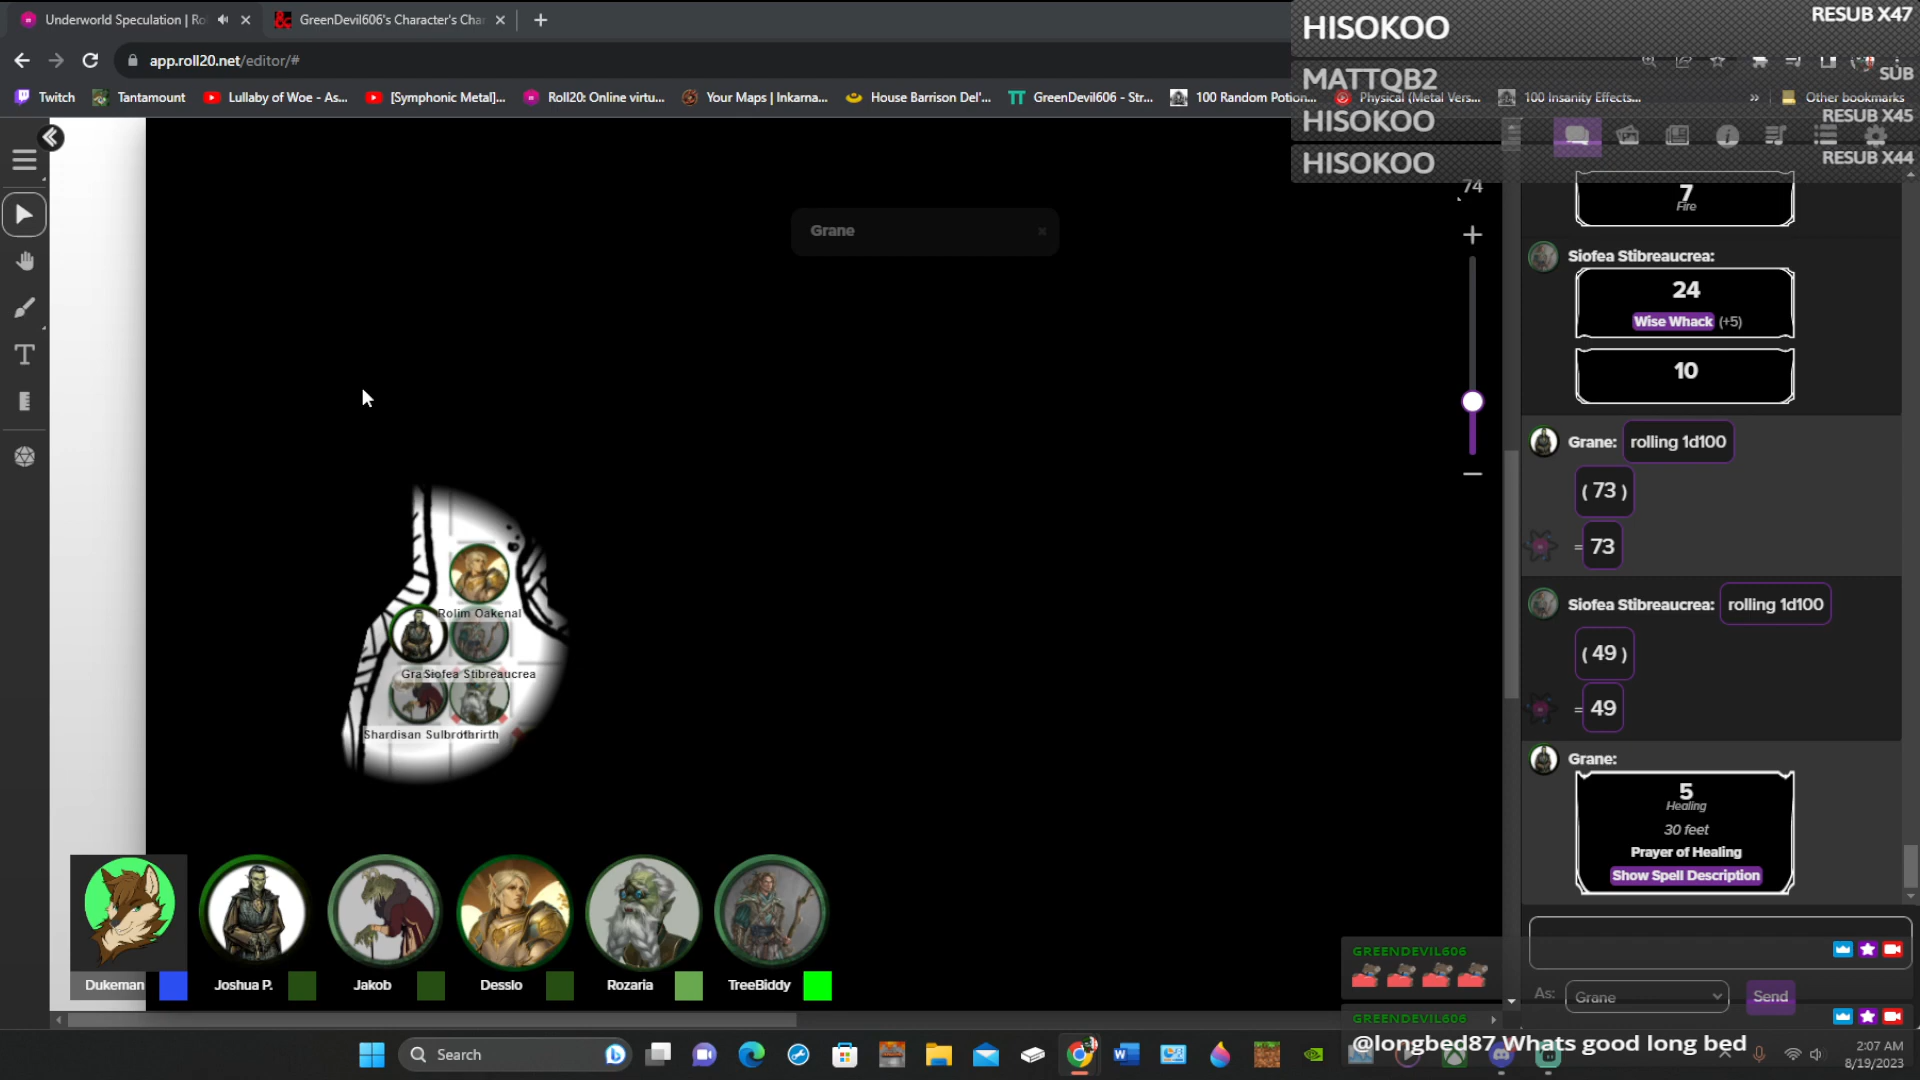 Underworld Speculation | Ro
GreenDevil606's Character's Cha
HISOKOO
RESUB X47
app.roll20.net/editor/#
MATTQB2
SUB
Twitch
Tantamount
Lullaby of Woe - As...
[Symphonic Metal]...
Roll20: Online virtu...
Your Maps | Inkarna...
House Barrison Del'...
GreenDevil606 - Str...
100 Random Potion...
Physical (Metal Vers...
100 Insanity Effects...
Other bookmarks
HISOKOO
RESUB X45
HISOKOO
RESUB X44
74
Grane
7
Fire
Siofea Stibreaucrea:
24
Wise Whack (+5)
10
Grane: rolling 1d100
( 73 )
= 73
Siofea Stibreaucrea: rolling 1d100
( 49 )
= 49
Grane:
5
Healing
30 feet
Prayer of Healing
Show Spell Description
Rolim Oakenal
Gra
Siofea Stibreaucrea
Shardisan Sulbro
rirth
Dukeman
Joshua P.
Jakob
Desslo
Rozaria
TreeBiddy
GREENDEVIL606
As: Grane
Send
GREENDEVIL606
@longbed87 Whats good long bed
Search
2:07 AM
8/19/2023